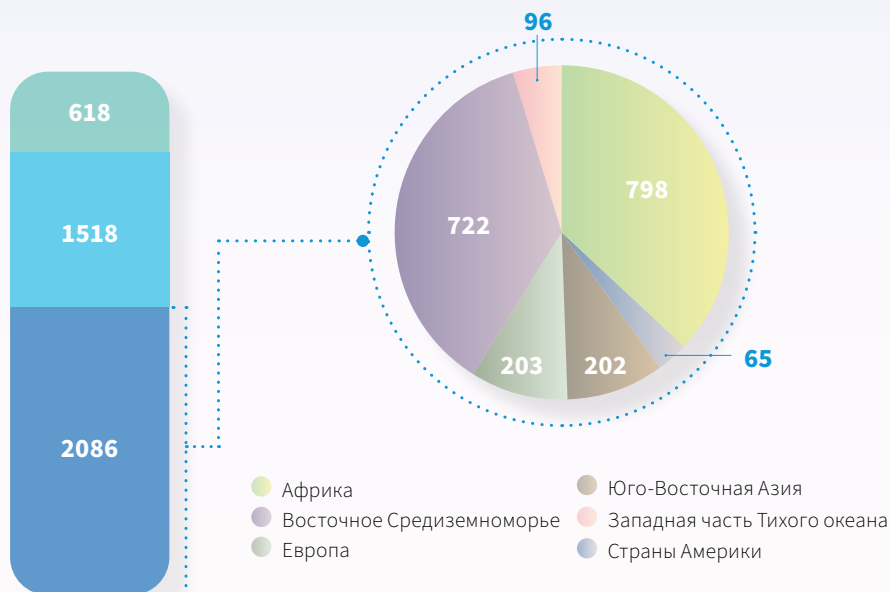 618
1518
2086
96
798
722
65
203
202
Африка
Восточное Средиземноморье
Европа
Юго-Восточная Азия
Западная часть Тихого океана
Страны Америки